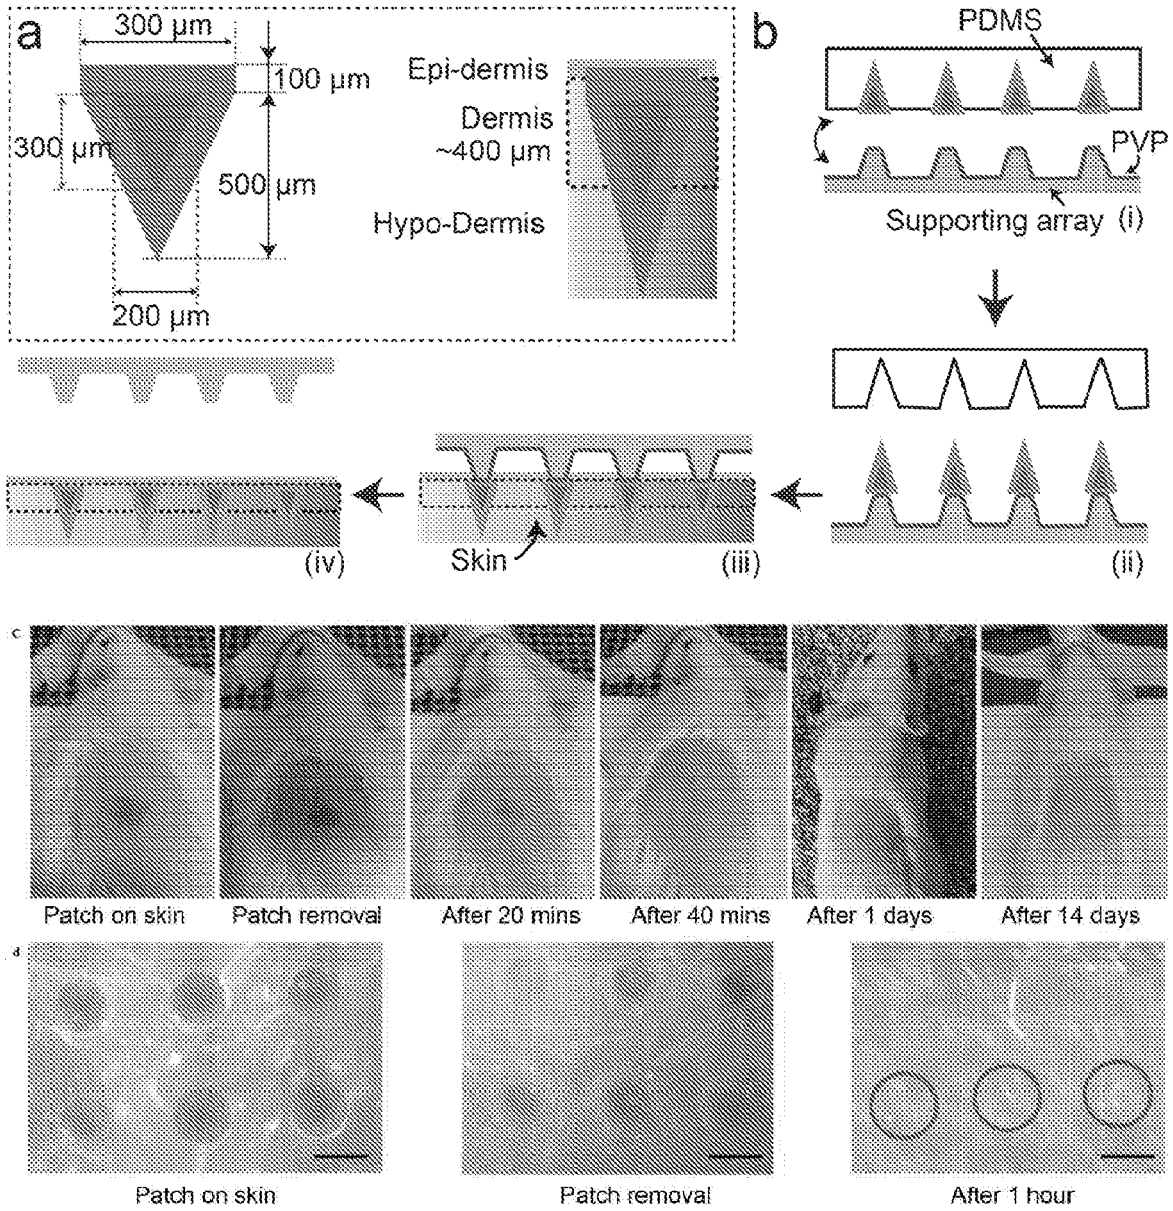 a
300 µm
100 µm
300 µm
500 µm
200 µm
Epi-dermis
Dermis
~400 µm
Hypo-Dermis
b
PDMS
PVP
Supporting array
(i)
(ii)
Skin
(iii)
(iv)
c
Patch on skin
Patch removal
After 20 mins
After 40 mins
After 1 days
After 14 days
d
Patch on skin
Patch removal
After 1 hour